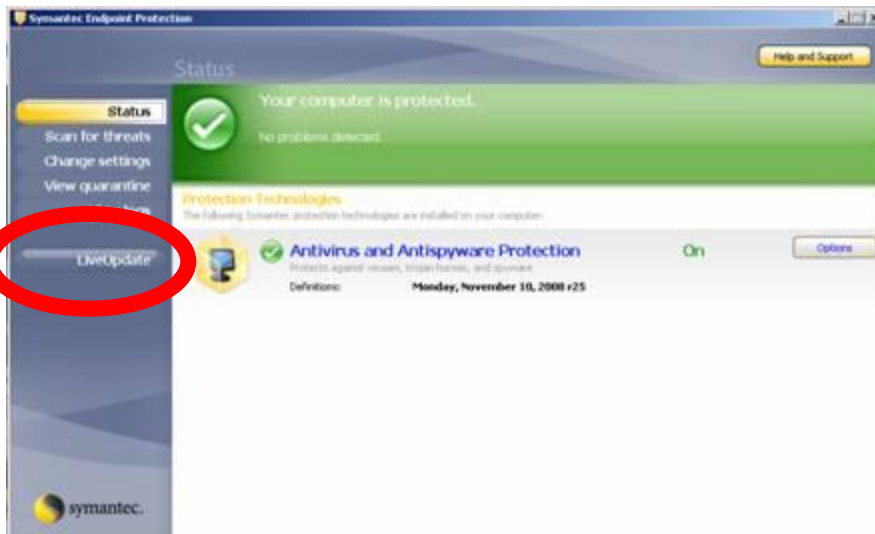 Symantec Endpoint Protection
Status
Help and Support
Status
Scan for threats
Change settings
View quarantine
LiveUpdate
Your computer is protected.
No problems detected.
Protection Technologies
The following Symantec protection technologies are installed on your computer:
Antivirus and Antispyware Protection
On
Options
Protects against viruses, trojan horses, and spyware
Definitions:
Monday, November 10, 2008 r25
symantec.